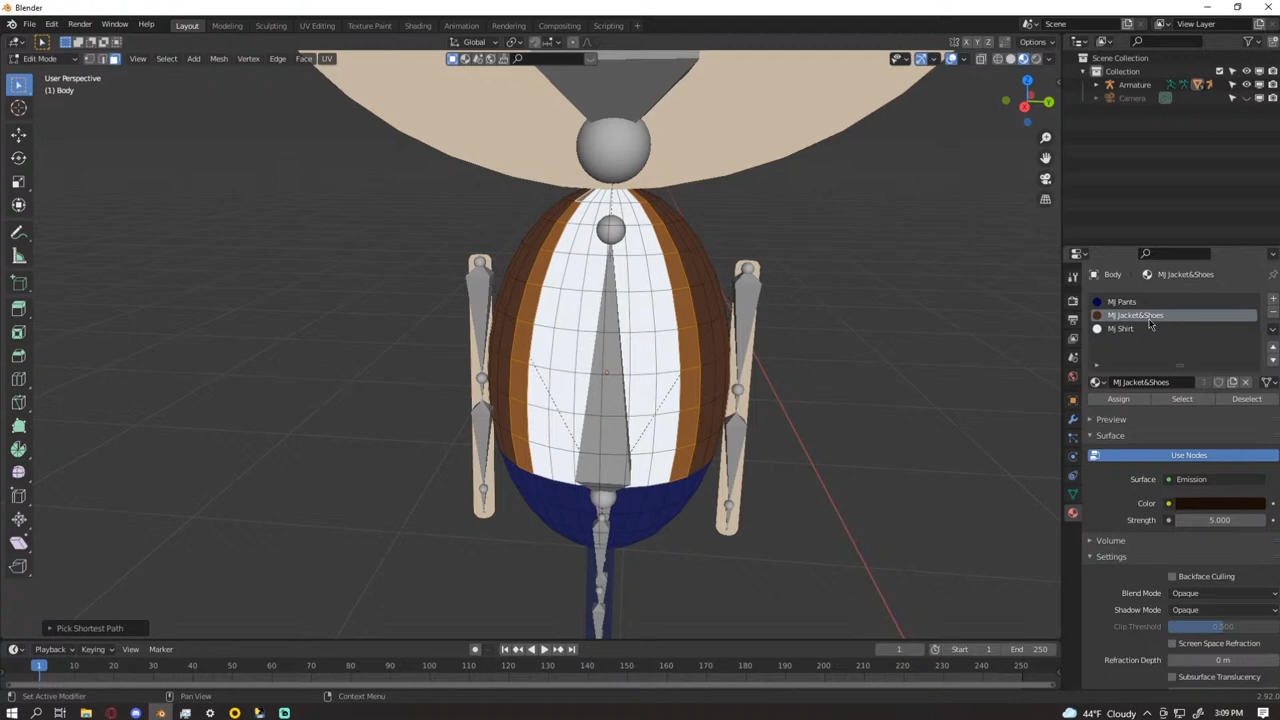 Blender
File Edit Render Window Help Layout Modeling Sculpting UV Editing Texture Paint Shading Animation Rendering Compositing Scripting Scene View Layer
Global X Y Z Options
Edit Mode View Select Add Mesh Vertex Edge Face UV
User Perspective
(1) Body
Scene Collection
Collection
Armature
Camera
Body MJ Jacket&Shoes
MJ Pants
MJ Jacket&Shoes
Mj Shirt
MJ Jacket&Shoes 3
Assign Select Deselect
Preview
Surface
Use Nodes
Surface Emission
Color
Strength 5.000
Volume
Settings
Backface Culling
Blend Mode Opaque
Shadow Mode Opaque
Clip Threshold 0.500
Screen Space Refraction
Refraction Depth 0 m
Subsurface Translucency
Pick Shortest Path
Playback Keying View Marker 1 Start 1 End 250
1 10 20 30 40 50 60 70 80 90 100 110 120 130 140 150 160 170 180 190 200 210 220 230 240 250
Set Active Modifier Pan View Context Menu 2.92.0
44°F Cloudy 3:09 PM